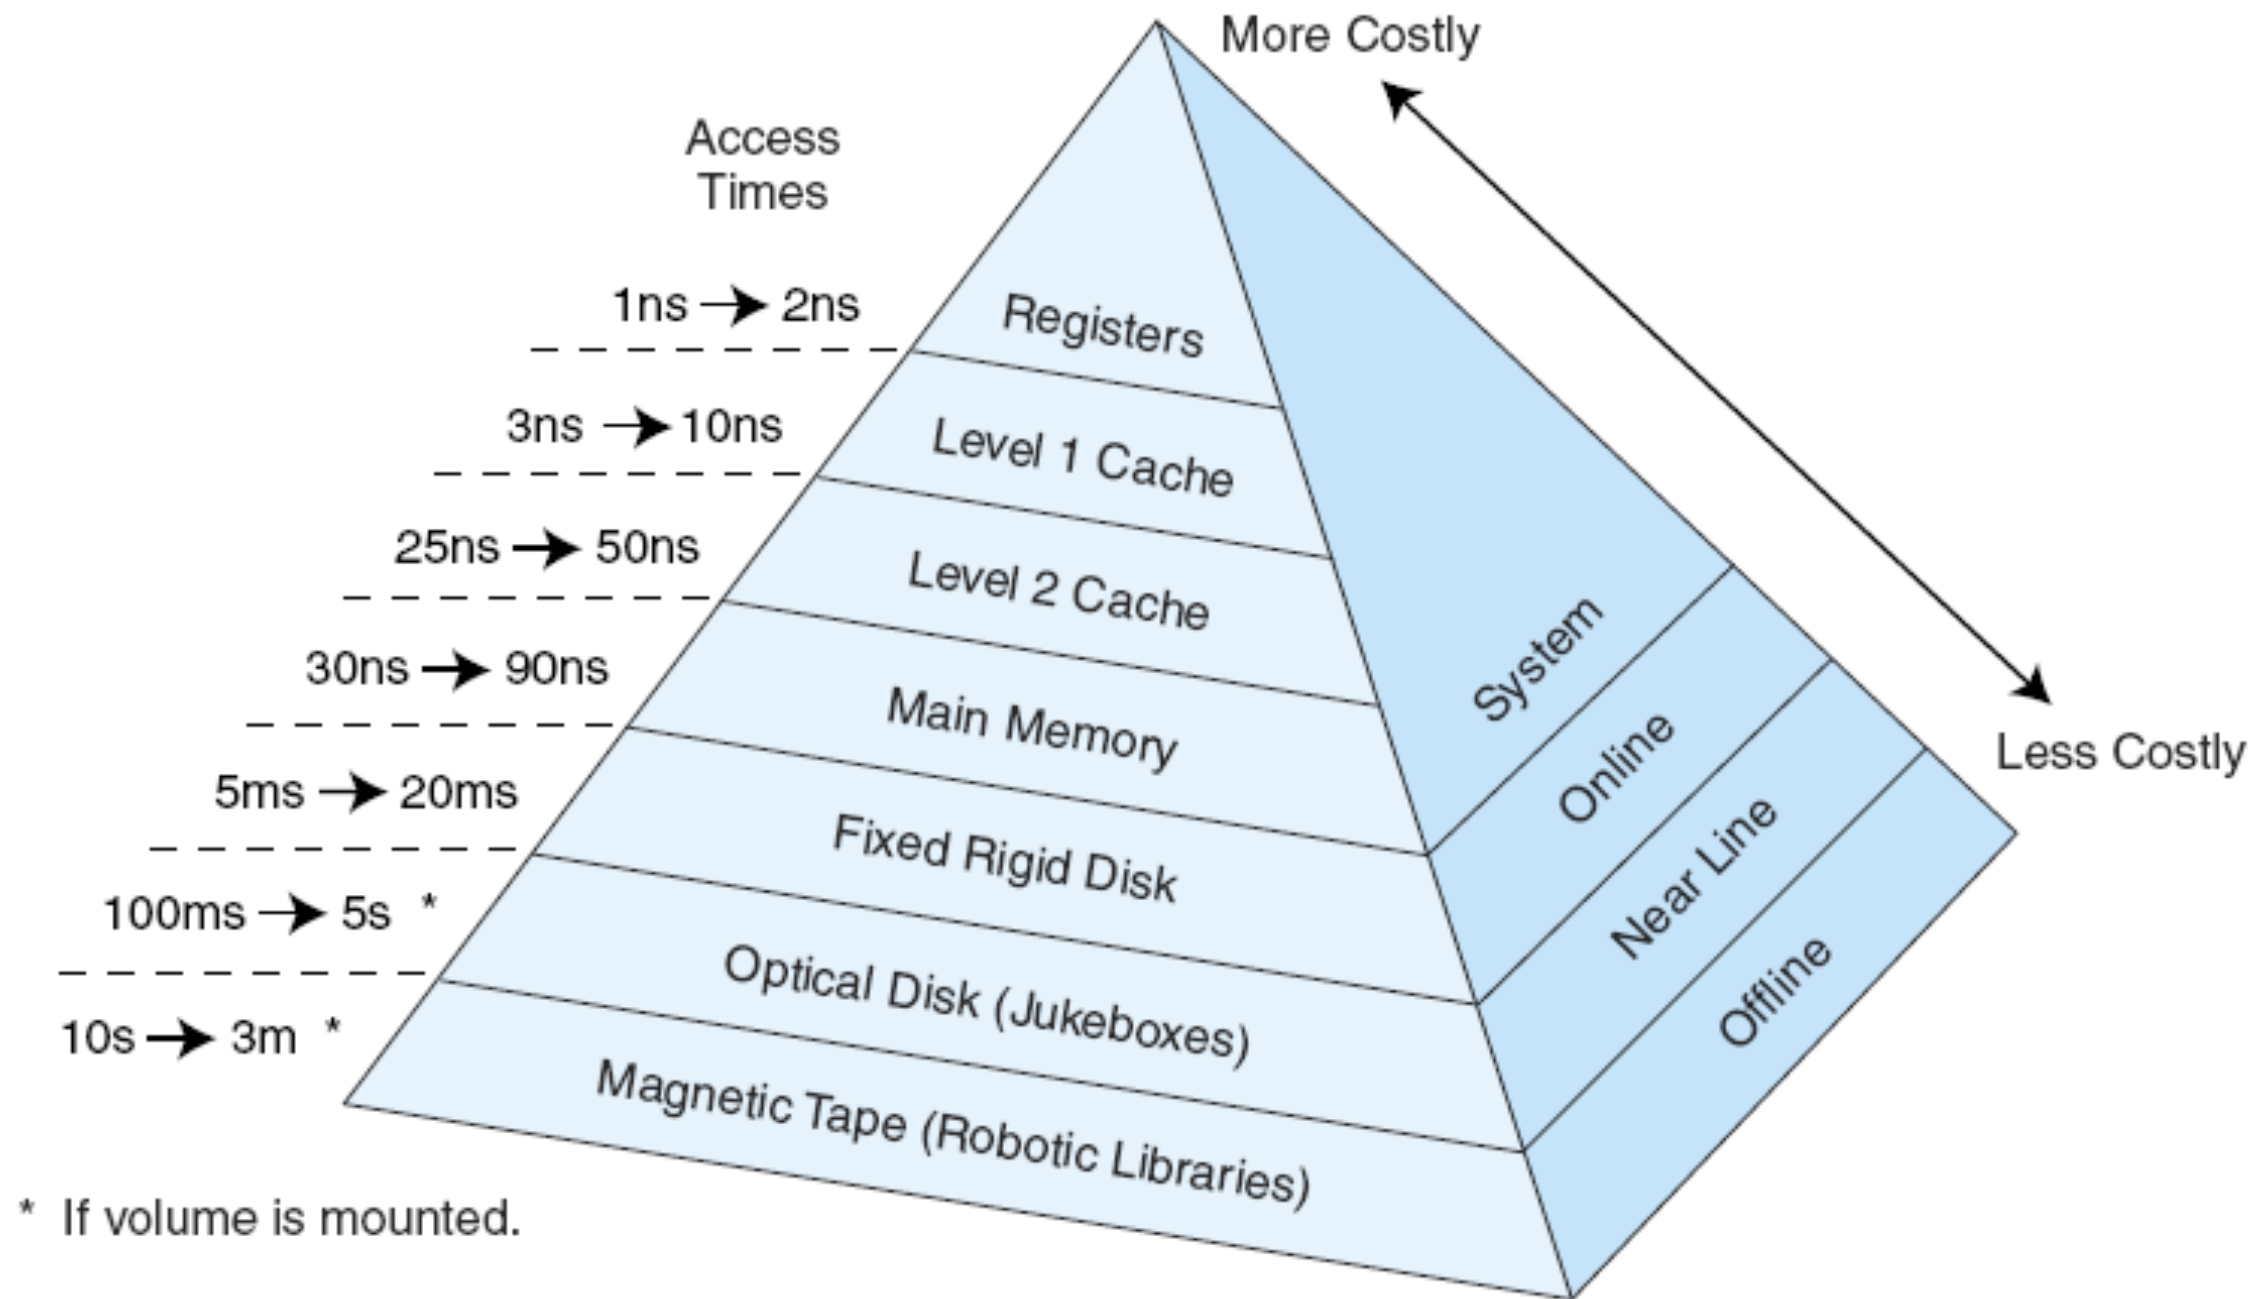 More Costly
Access
Times
1ns → 2ns
Registers
3ns → 10ns
Level 1 Cache
25ns → 50ns
Level 2 Cache
30ns → 90ns
Main Memory
5ms → 20ms
Fixed Rigid Disk
100ms → 5s *
Optical Disk (Jukeboxes)
10s → 3m *
Magnetic Tape (Robotic Libraries)
System
Online
Near Line
Offline
Less Costly
* If volume is mounted.